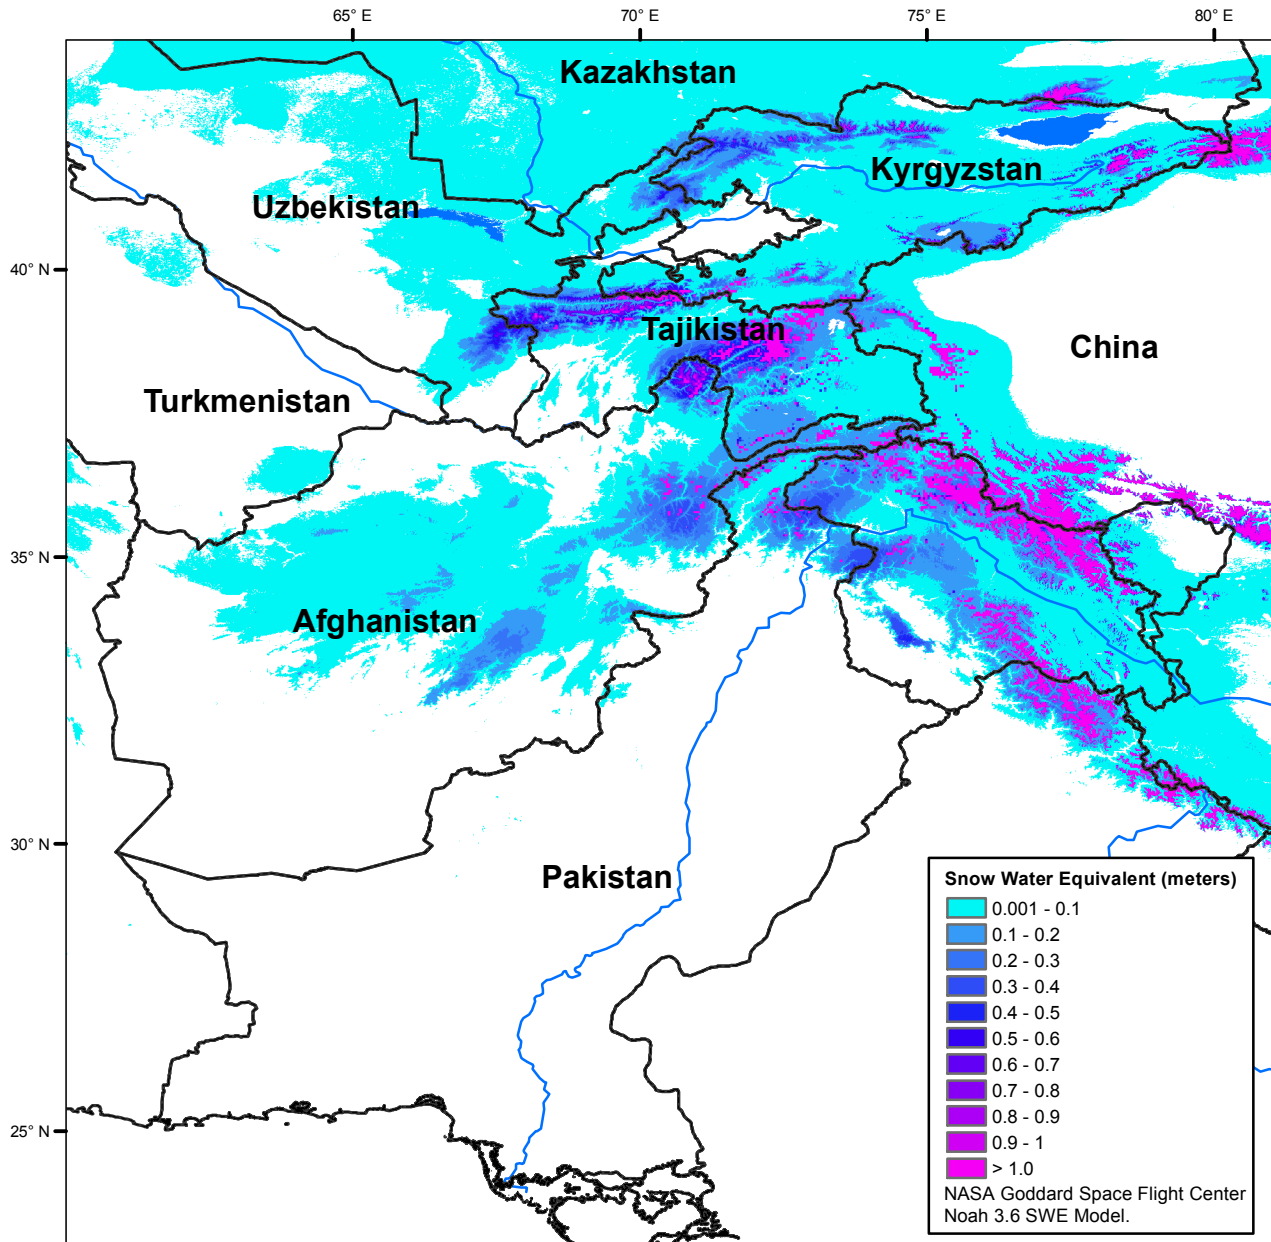 65° E
70° E
75° E
80° E
Kazakhstan
Kyrgyzstan
Uzbekistan
40° N
Tajikistan
China
Turkmenistan
35° N
Afghanistan
30° N
Pakistan
25° N
Snow Water Equivalent (meters)
0.001 - 0.1
0.1 - 0.2
0.2 - 0.3
0.3 - 0.4
0.4 - 0.5
0.5 - 0.6
0.6 - 0.7
0.7 - 0.8
0.8 - 0.9
0.9 - 1
> 1.0
NASA Goddard Space Flight Center
Noah 3.6 SWE Model.